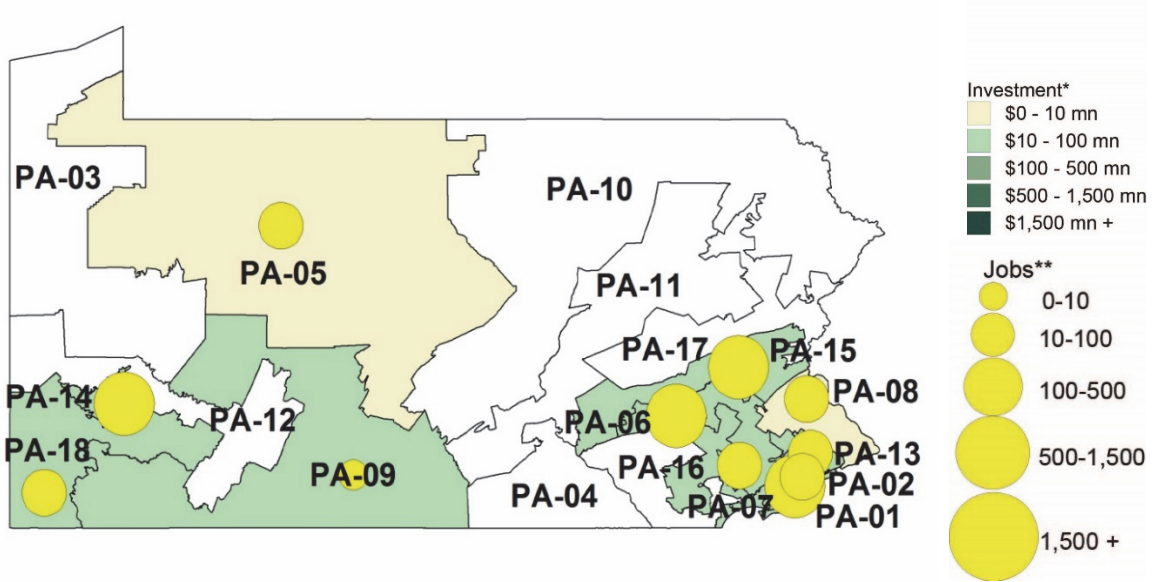 PA-03
PA-10
PA-05
PA-11
PA-17
PA-15
PA-14
PA-12
PA-08
PA-06
PA-18
PA-09
PA-16
PA-13
PA-04
PA-07
PA-02
PA-01
Investment*
$0 - 10 mn
$10 - 100 mn
$100 - 500 mn
$500 - 1,500 mn
$1,500 mn +
Jobs**
0-10
10-100
100-500
500-1,500
1,500 +